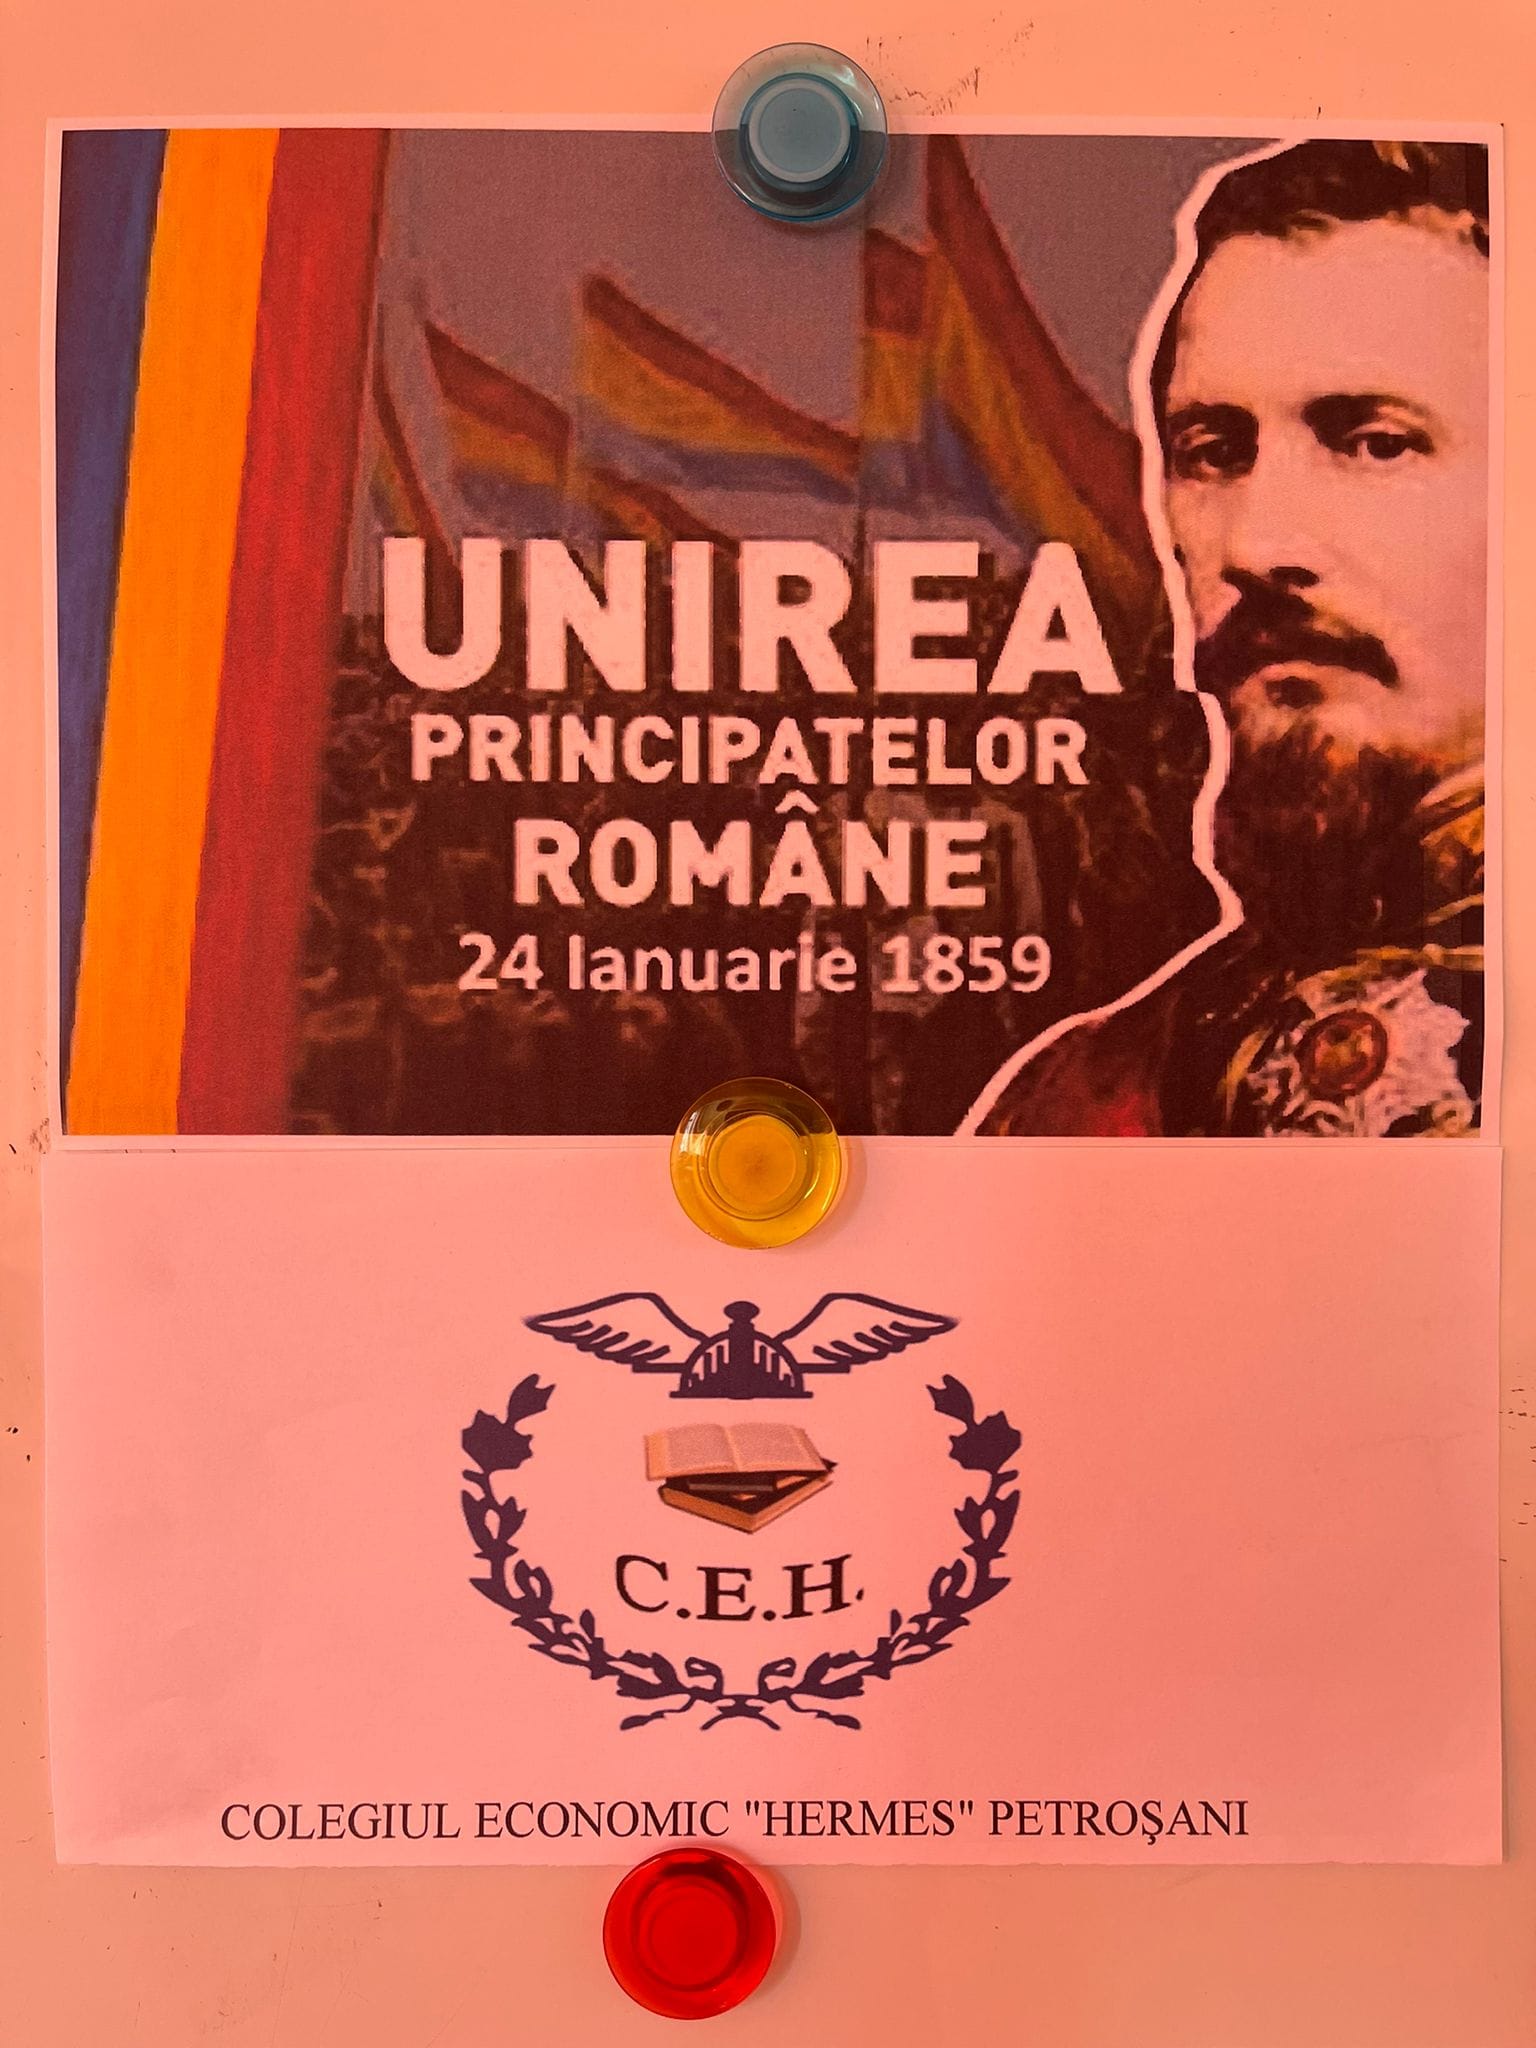 UNIREA
PRINCIPATELOR
ROMÂNE
24 Ianuarie 1859
C.E.H.
COLEGIUL ECONOMIC "HERMES" PETROŞANI